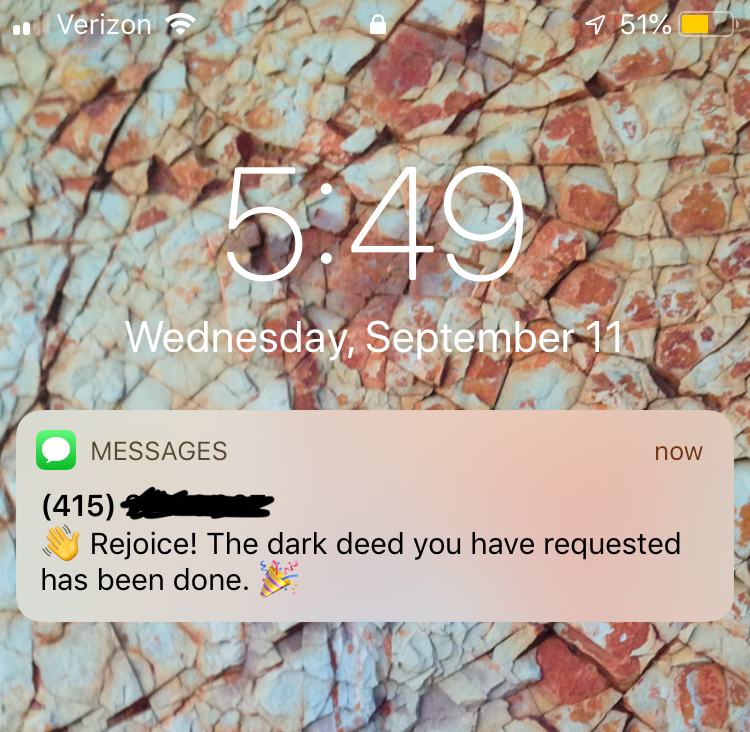 Verizon 51%
5:49
Wednesday, September 11
MESSAGES now
(415)
👋 Rejoice! The dark deed you have requested
has been done. 🎉